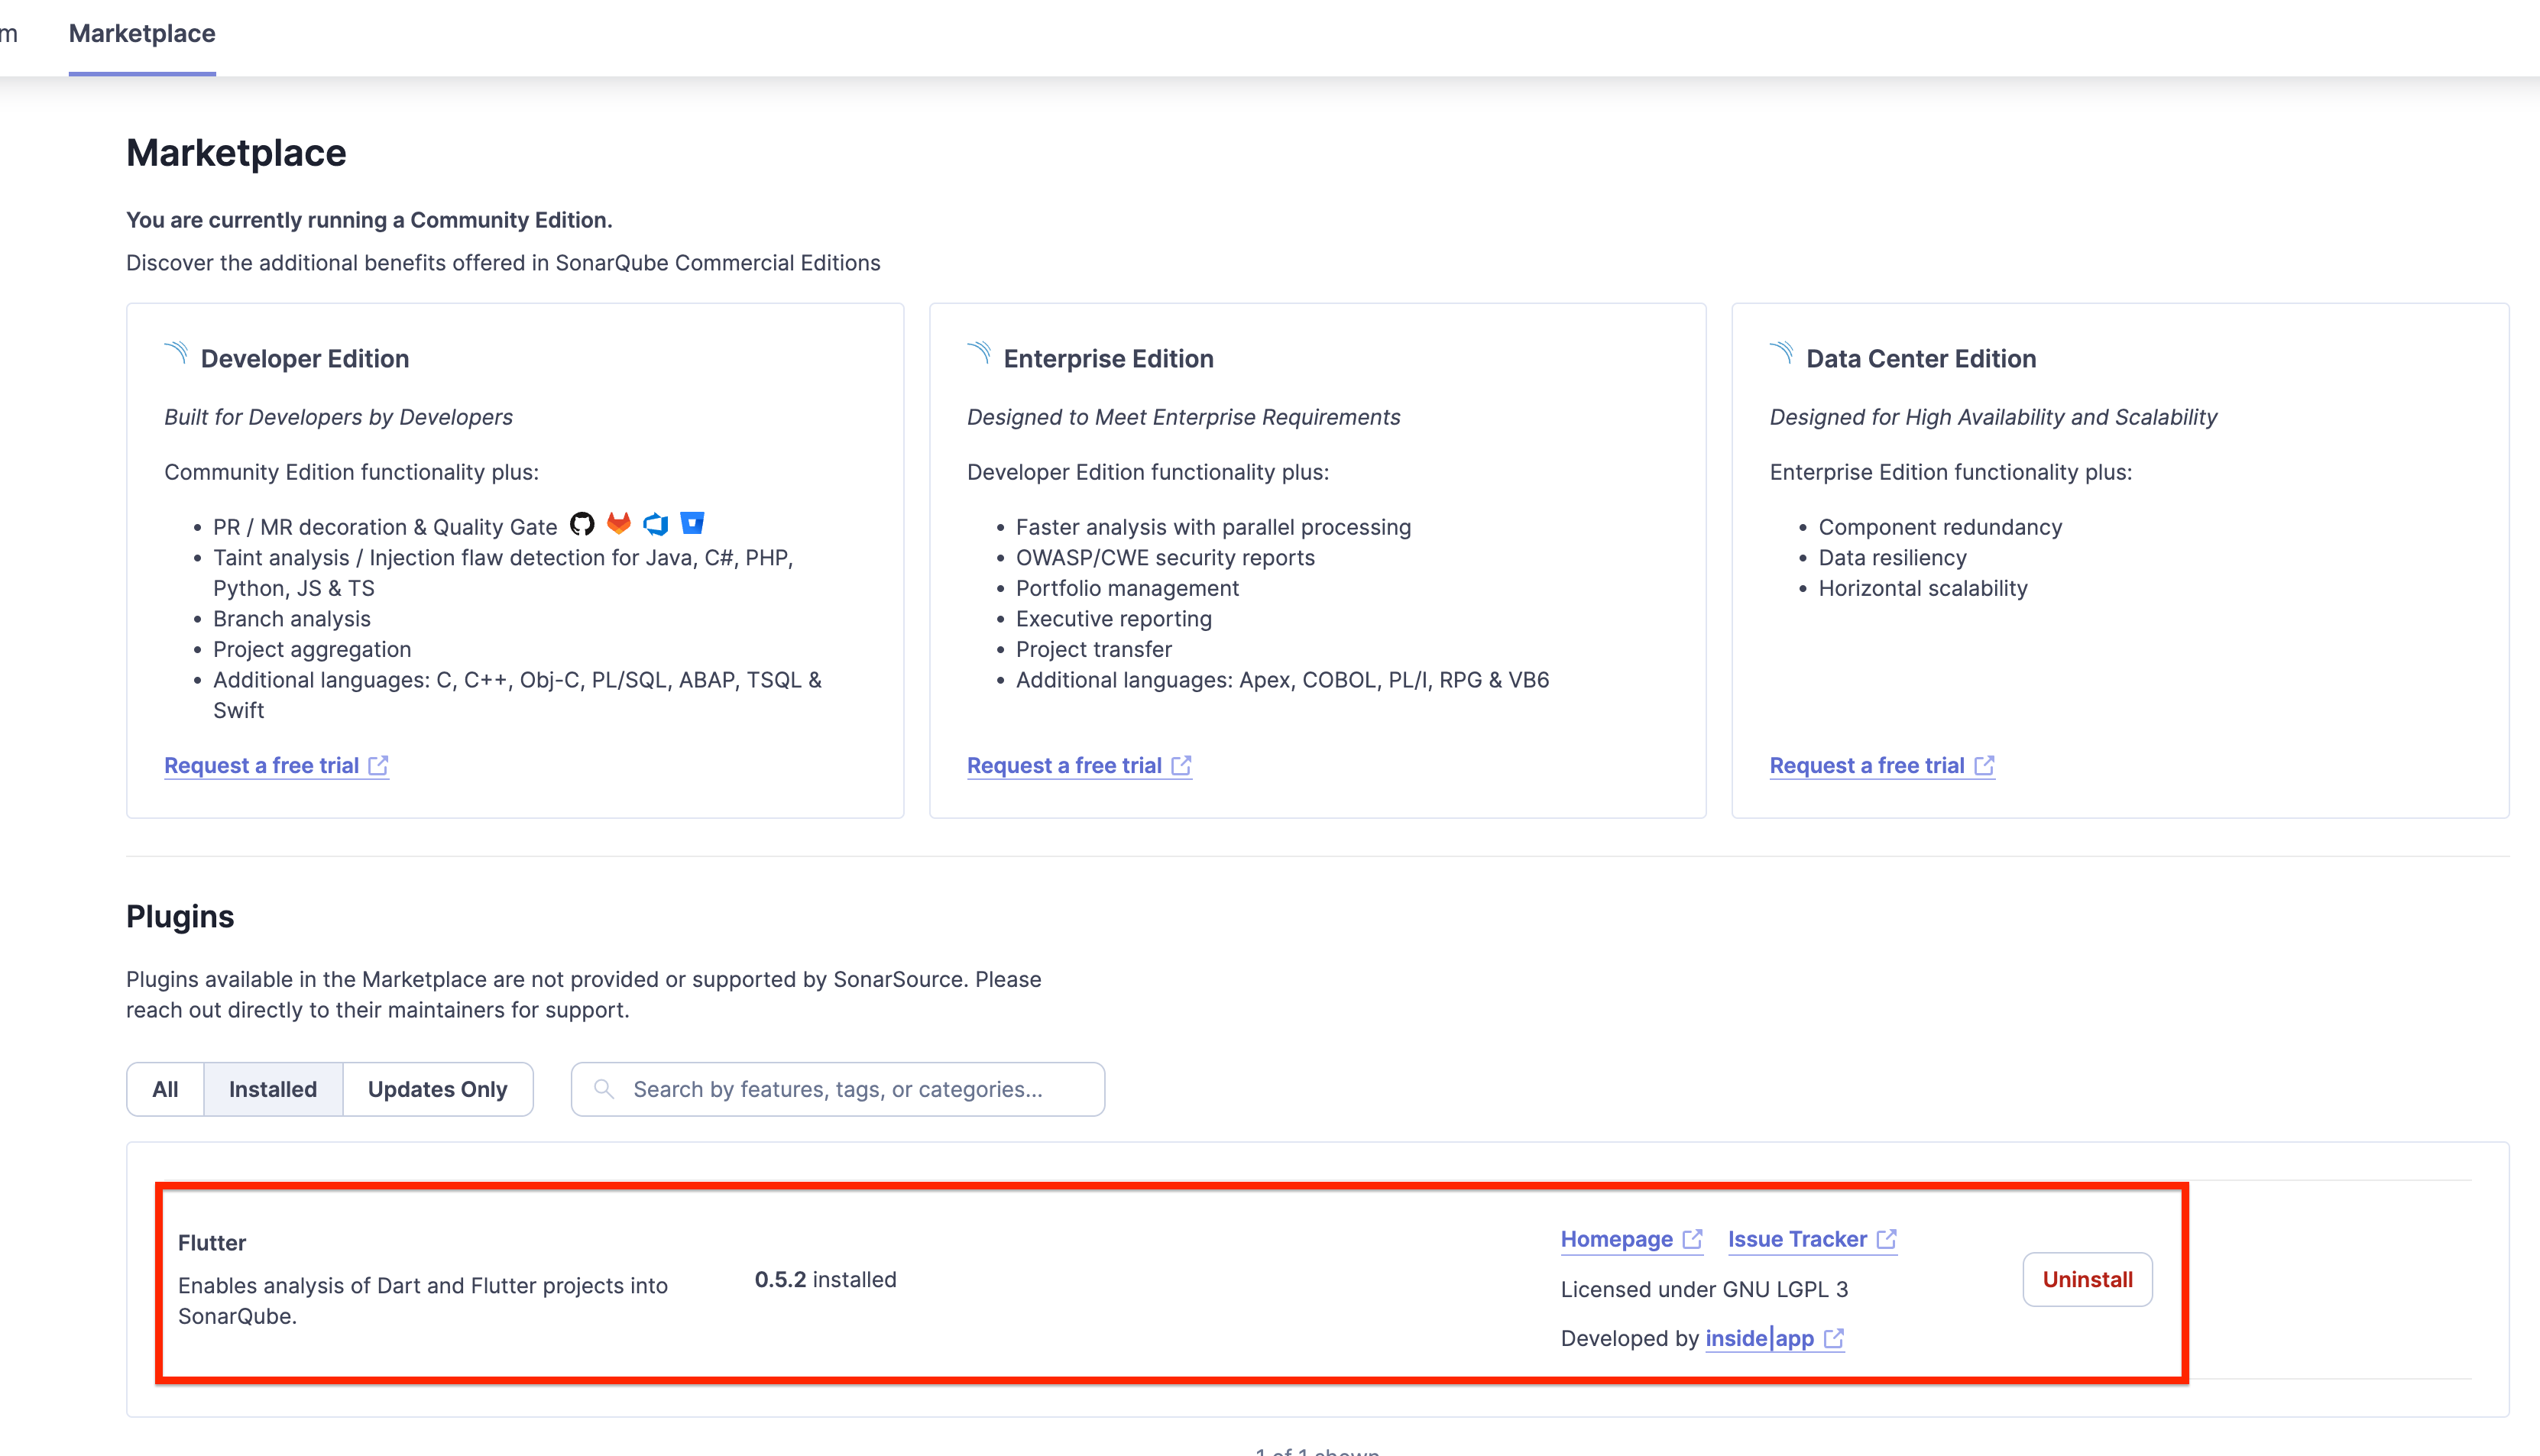 m Marketplace
Marketplace
You are currently running a Community Edition.
Discover the additional benefits offered in SonarQube Commercial Editions
Developer Edition
Built for Developers by Developers
Community Edition functionality plus:
• PR / MR decoration & Quality Gate
• Taint analysis / Injection flaw detection for Java, C#, PHP,
Python, JS & TS
• Branch analysis
• Project aggregation
• Additional languages: C, C++, Obj-C, PL/SQL, ABAP, TSQL &
Swift
Request a free trial
Enterprise Edition
Designed to Meet Enterprise Requirements
Developer Edition functionality plus:
• Faster analysis with parallel processing
• OWASP/CWE security reports
• Portfolio management
• Executive reporting
• Project transfer
• Additional languages: Apex, COBOL, PL/I, RPG & VB6
Request a free trial
Data Center Edition
Designed for High Availability and Scalability
Enterprise Edition functionality plus:
• Component redundancy
• Data resiliency
• Horizontal scalability
Request a free trial
Plugins
Plugins available in the Marketplace are not provided or supported by SonarSource. Please
reach out directly to their maintainers for support.
All Installed Updates Only Search by features, tags, or categories...
Flutter
Enables analysis of Dart and Flutter projects into
SonarQube.
0.5.2 installed
Homepage Issue Tracker
Licensed under GNU LGPL 3
Developed by inside|app
Uninstall
1 of 1 shown